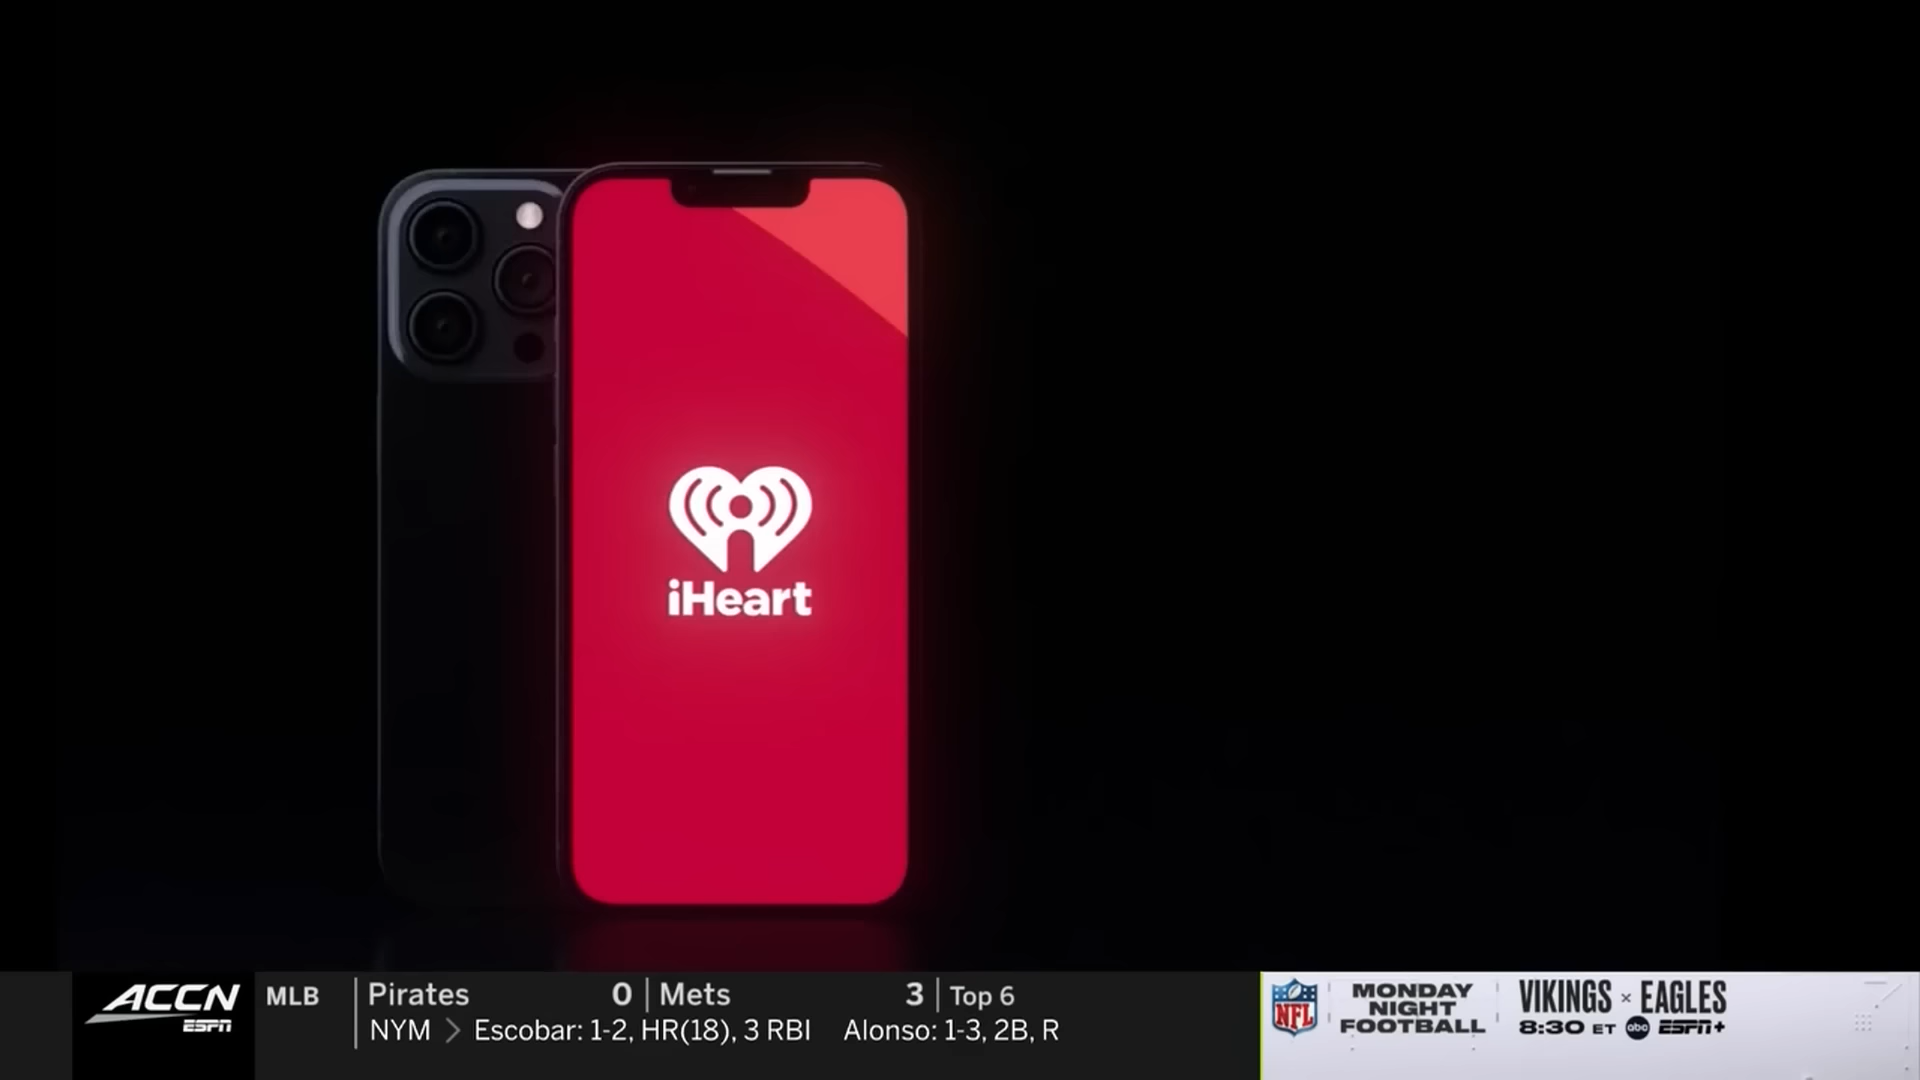 iHeart
ACCN
ESPN
MLB
Pirates 0 Mets 3 Top 6
NYM > Escobar: 1-2, HR(18), 3 RBI Alonso: 1-3, 2B, R
NFL
MONDAY
NIGHT
FOOTBALL
VIKINGS × EAGLES
8:30 ET abc ESPN+